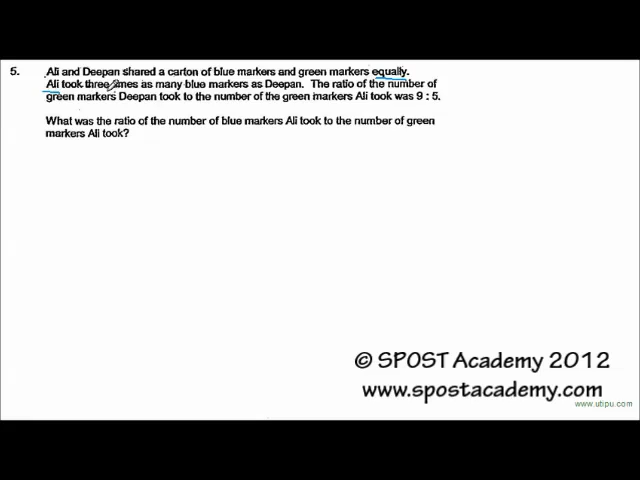 5. Ali and Deepan shared a carton of blue markers and green markers equally.
Ali took three times as many blue markers as Deepan. The ratio of the number of
green markers Deepan took to the number of the green markers Ali took was 9 : 5.
What was the ratio of the number of blue markers Ali took to the number of green
markers Ali took?
© SPOST Academy 2012
www.spostacademy.com
www.utipu.com